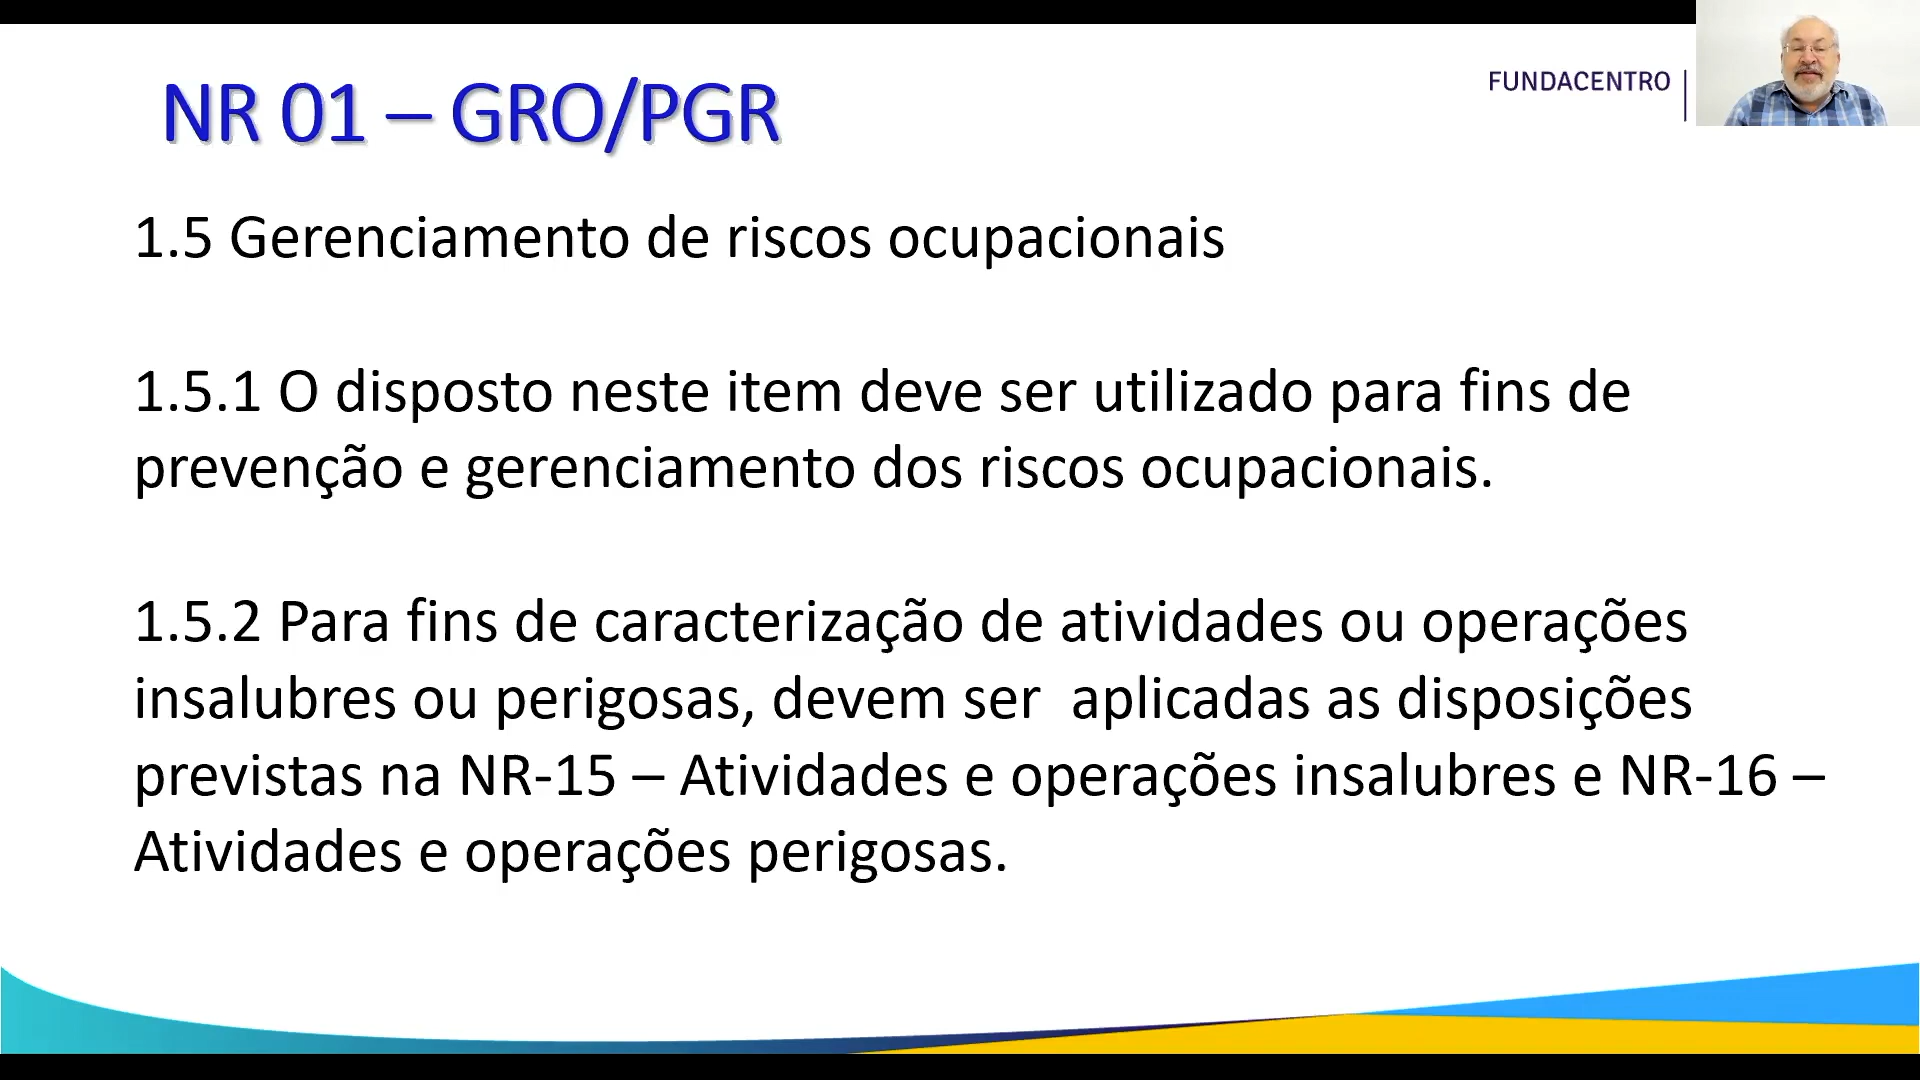 NR 01 – GRO/PGR
FUNDACENTRO
1.5 Gerenciamento de riscos ocupacionais
1.5.1 O disposto neste item deve ser utilizado para fins de
prevenção e gerenciamento dos riscos ocupacionais.
1.5.2 Para fins de caracterização de atividades ou operações
insalubres ou perigosas, devem ser  aplicadas as disposições
previstas na NR-15 – Atividades e operações insalubres e NR-16 –
Atividades e operações perigosas.